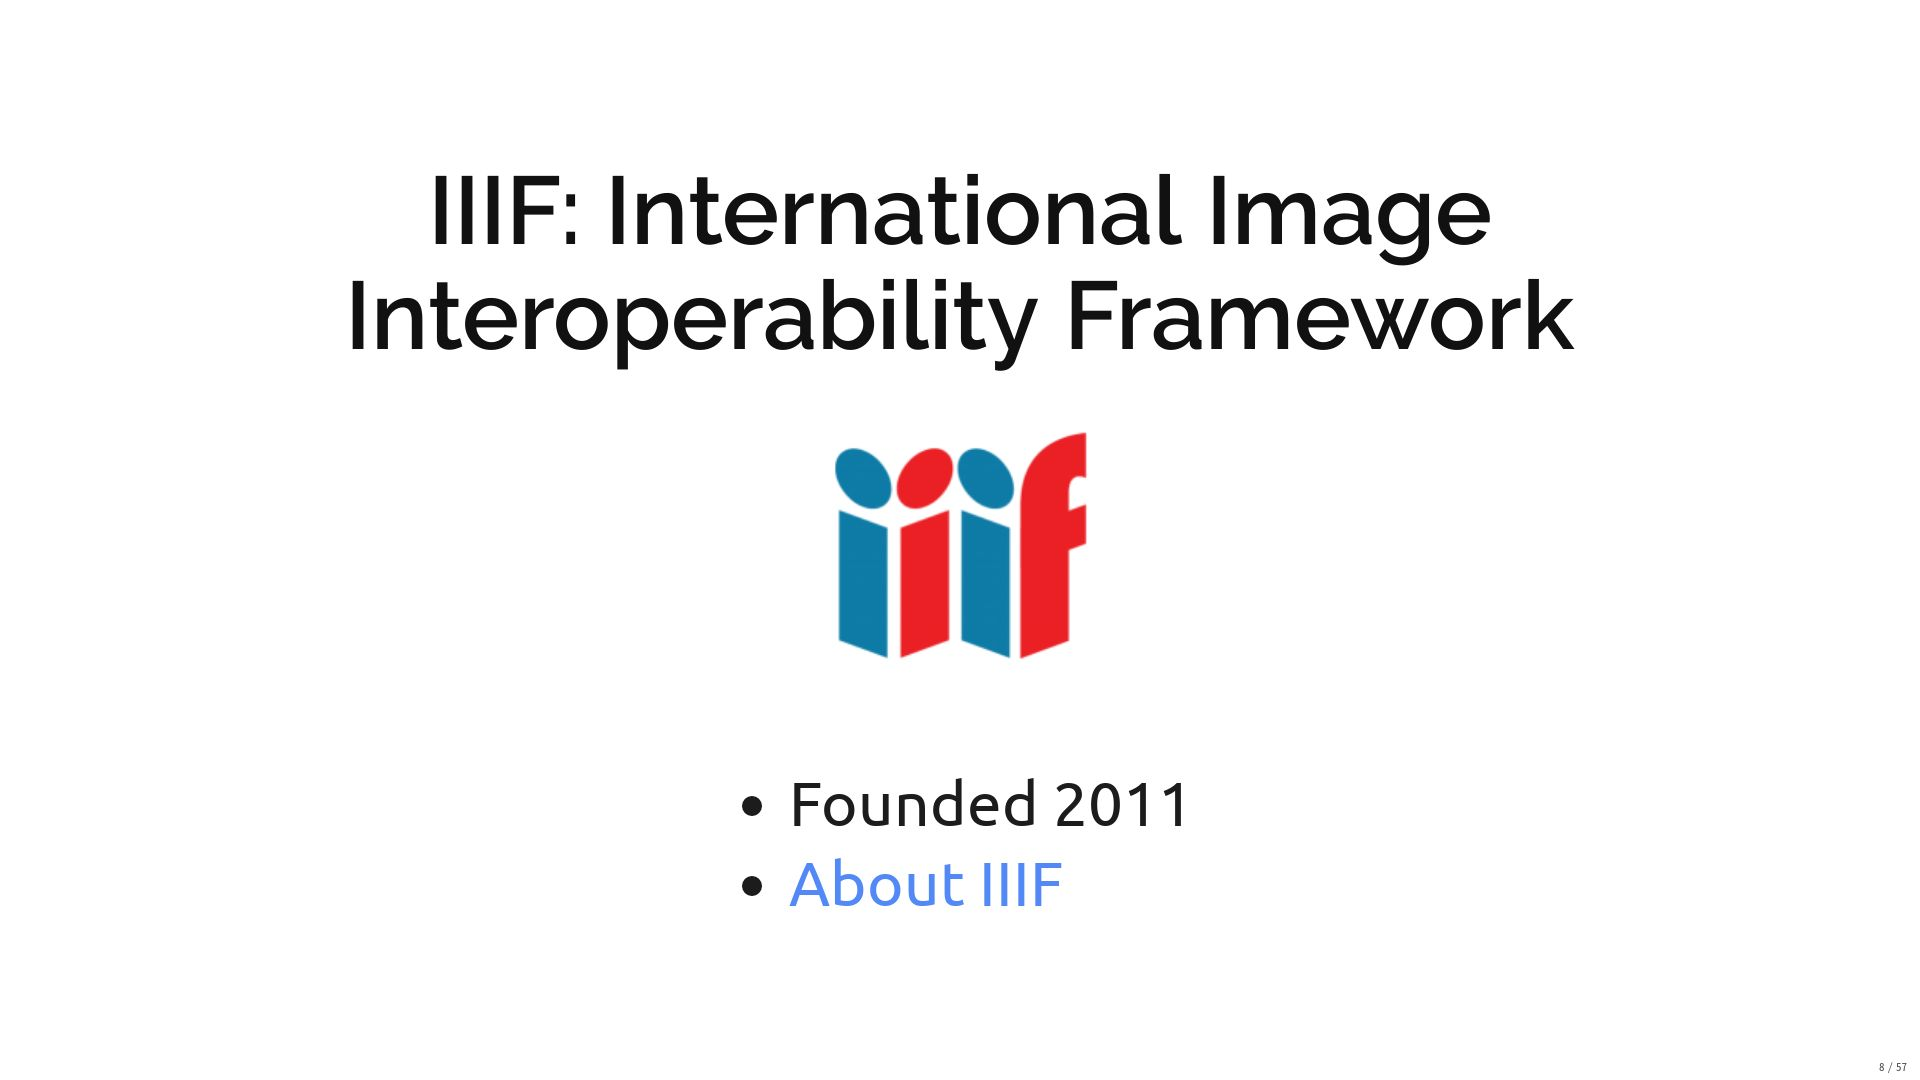 IIIF: International Image
Interoperability Framework
iiif
• Founded 2011
• About IIIF
8 / 57